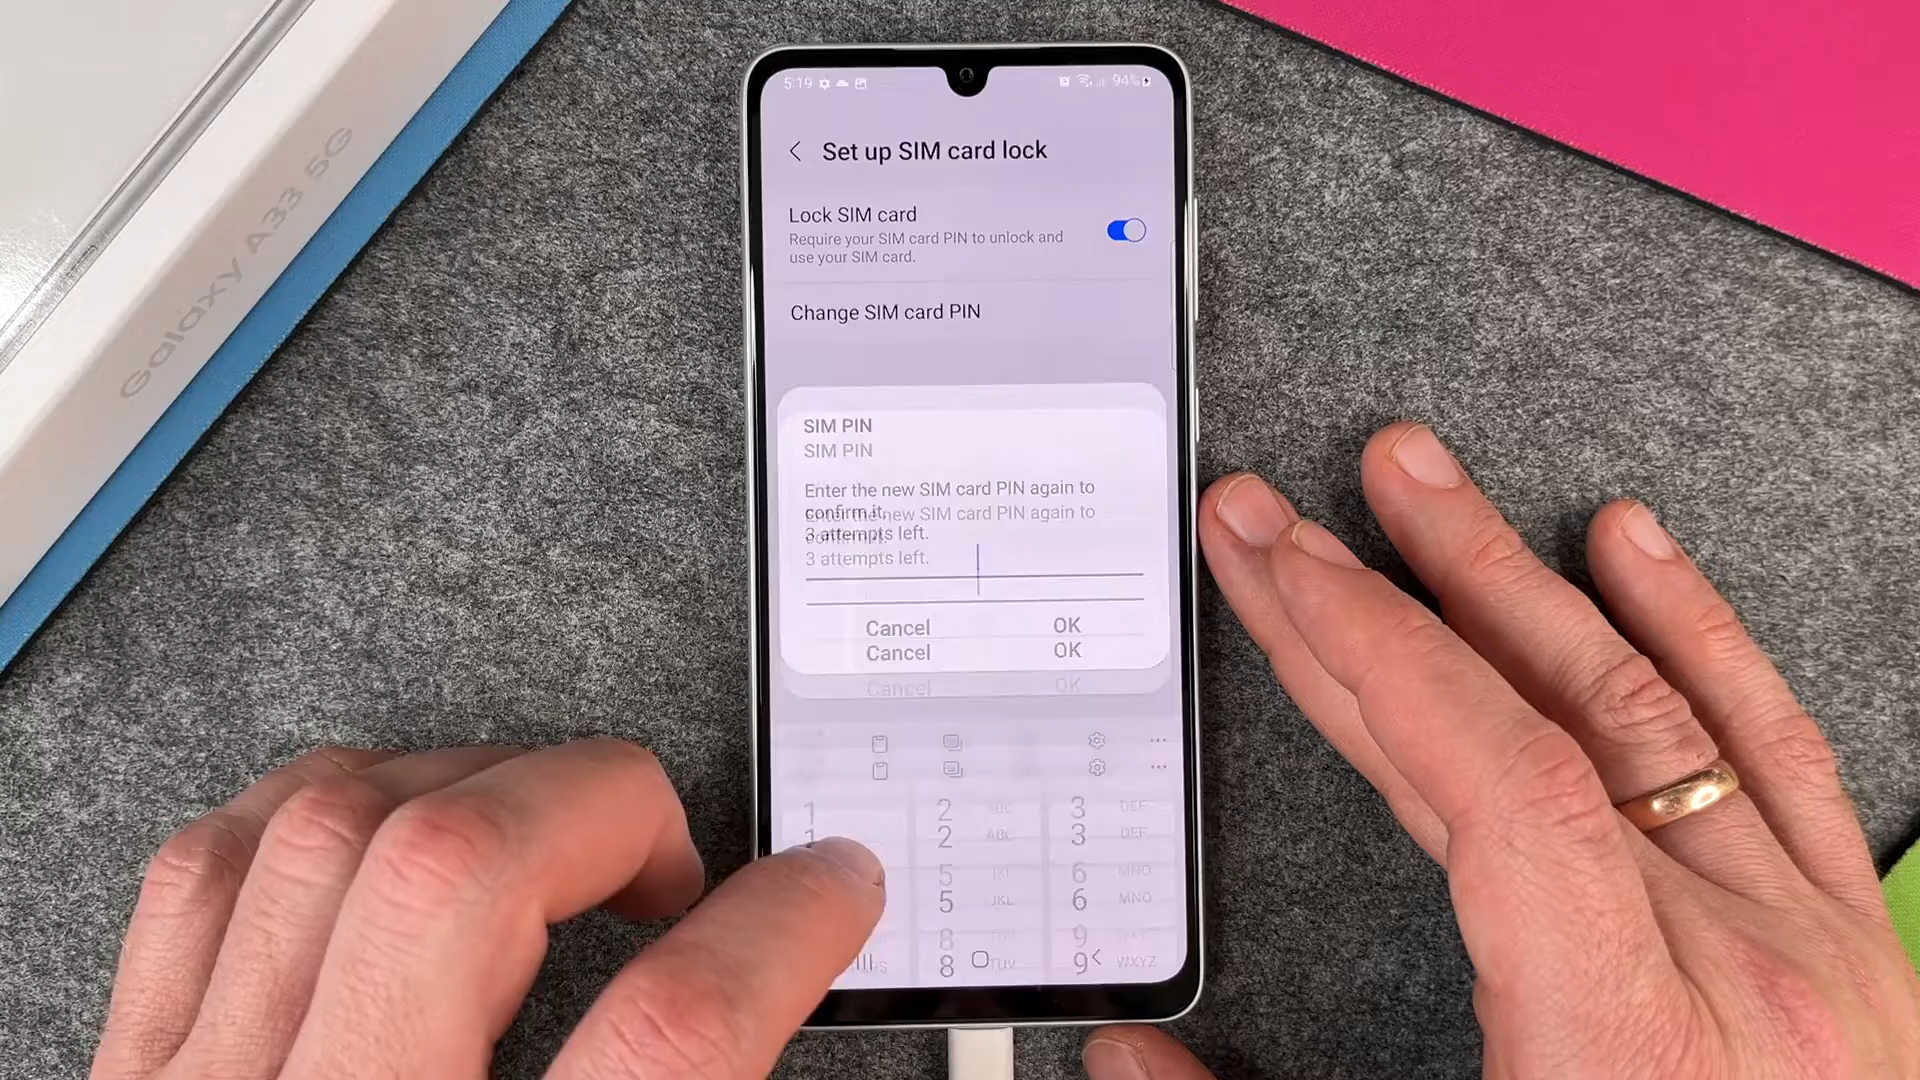 Galaxy A33 5G
5:19
94%
Set up SIM card lock
Lock SIM card
Require your SIM card PIN to unlock and
use your SIM card.
Change SIM card PIN
SIM PIN
SIM PIN
Enter the new SIM card PIN again to
confirm it.
Enter the new SIM card PIN again to
3 attempts left.
3 attempts left.
Cancel OK
Cancel OK
Cancel OK
1 2 ABC 3 DEF
1 2 ABC 3 DEF
5 JKL 6 MNO
5 JKL 6 MNO
8 9
8 TUV 9 WXYZ